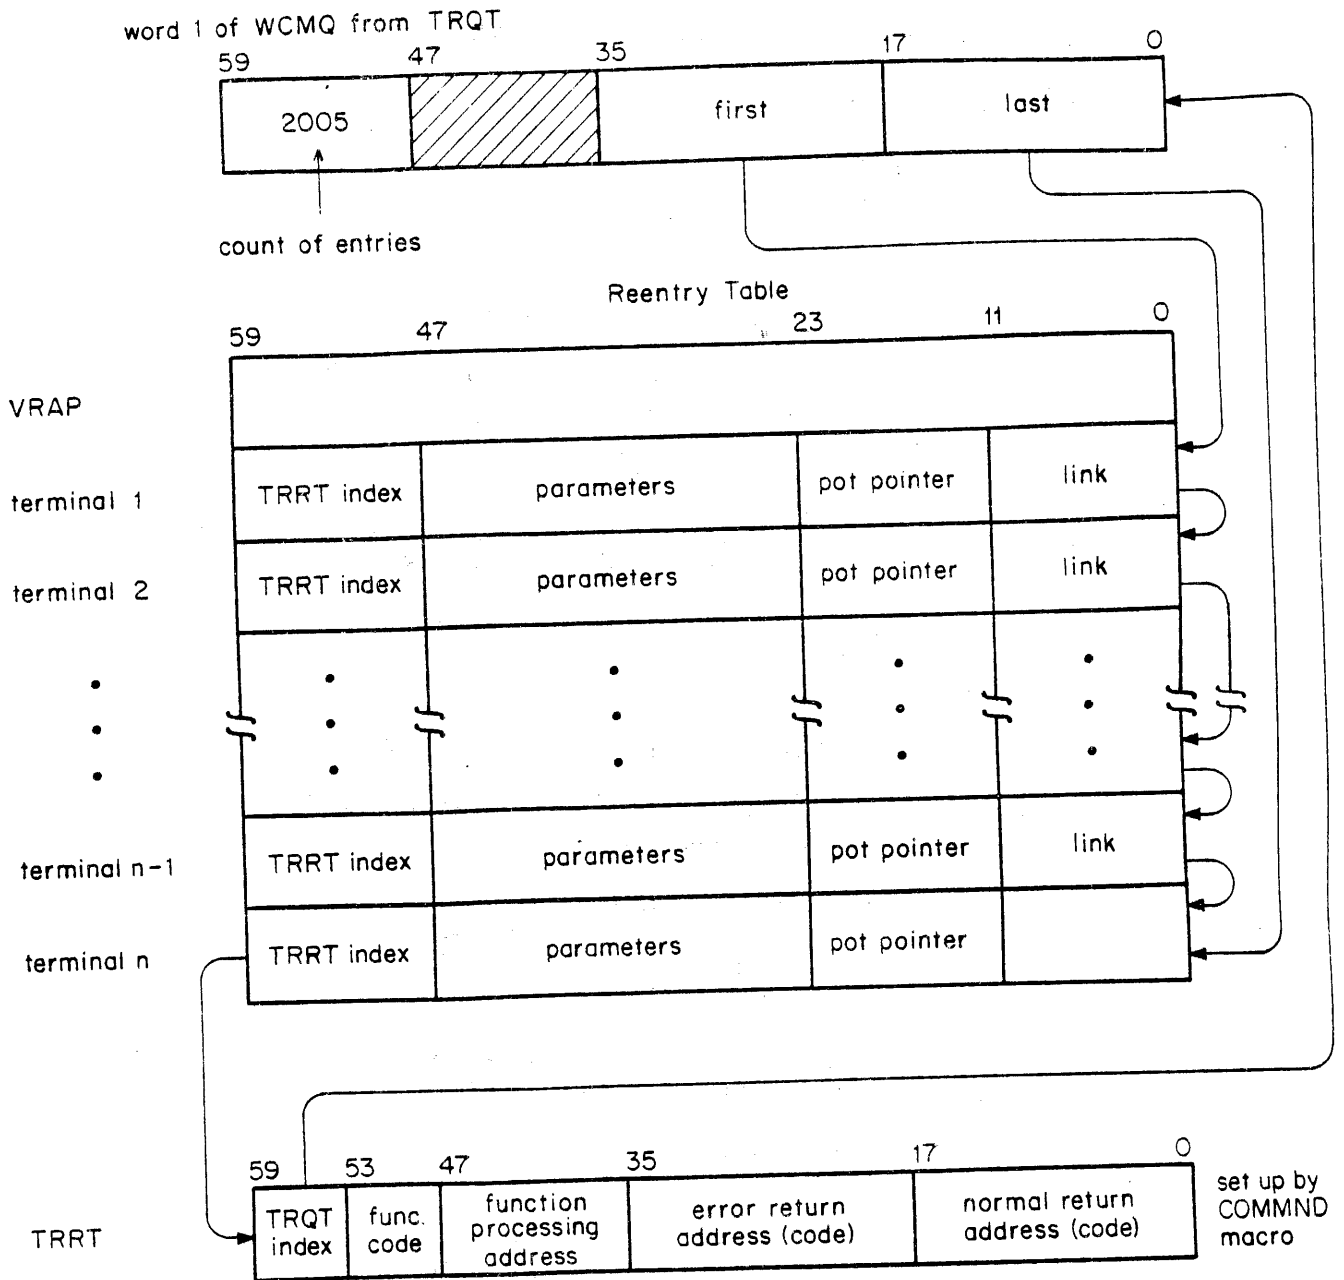 word 1 of WCMQ from TRQT
59 47 35 17 0
2005 first last
count of entries
Reentry Table
59 47 23 11 0
VRAP
terminal 1 TRRT index parameters pot pointer link
terminal 2 TRRT index parameters pot pointer link
terminal n-1 TRRT index parameters pot pointer link
terminal n TRRT index parameters pot pointer
59 53 47 35 17 0
TRRT
TRQT
index
func.
code
function
processing
address
error return
address (code)
normal return
address (code)
set up by
COMMND
macro